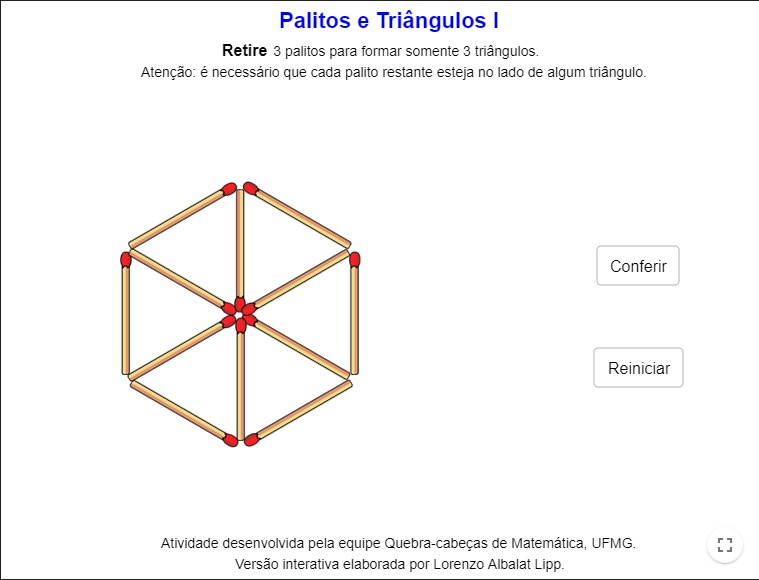 Palitos e Triângulos I
Retire 3 palitos para formar somente 3 triângulos.
Atenção: é necessário que cada palito restante esteja no lado de algum triângulo.
Conferir
Reiniciar
Atividade desenvolvida pela equipe Quebra-cabeças de Matemática, UFMG.
Versão interativa elaborada por Lorenzo Albalat Lipp.